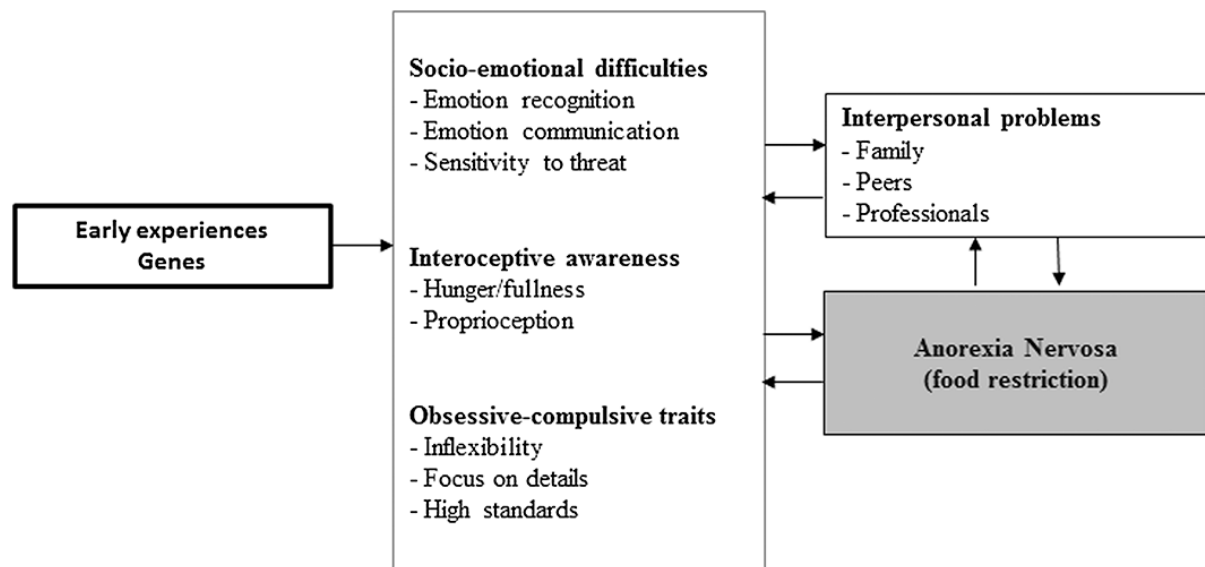 Early experiences
Genes
Socio-emotional difficulties
- Emotion recognition
- Emotion communication
- Sensitivity to threat
Interoceptive awareness
- Hunger/fullness
- Proprioception
Obsessive-compulsive traits
- Inflexibility
- Focus on details
- High standards
Interpersonal problems
- Family
- Peers
- Professionals
Anorexia Nervosa
(food restriction)